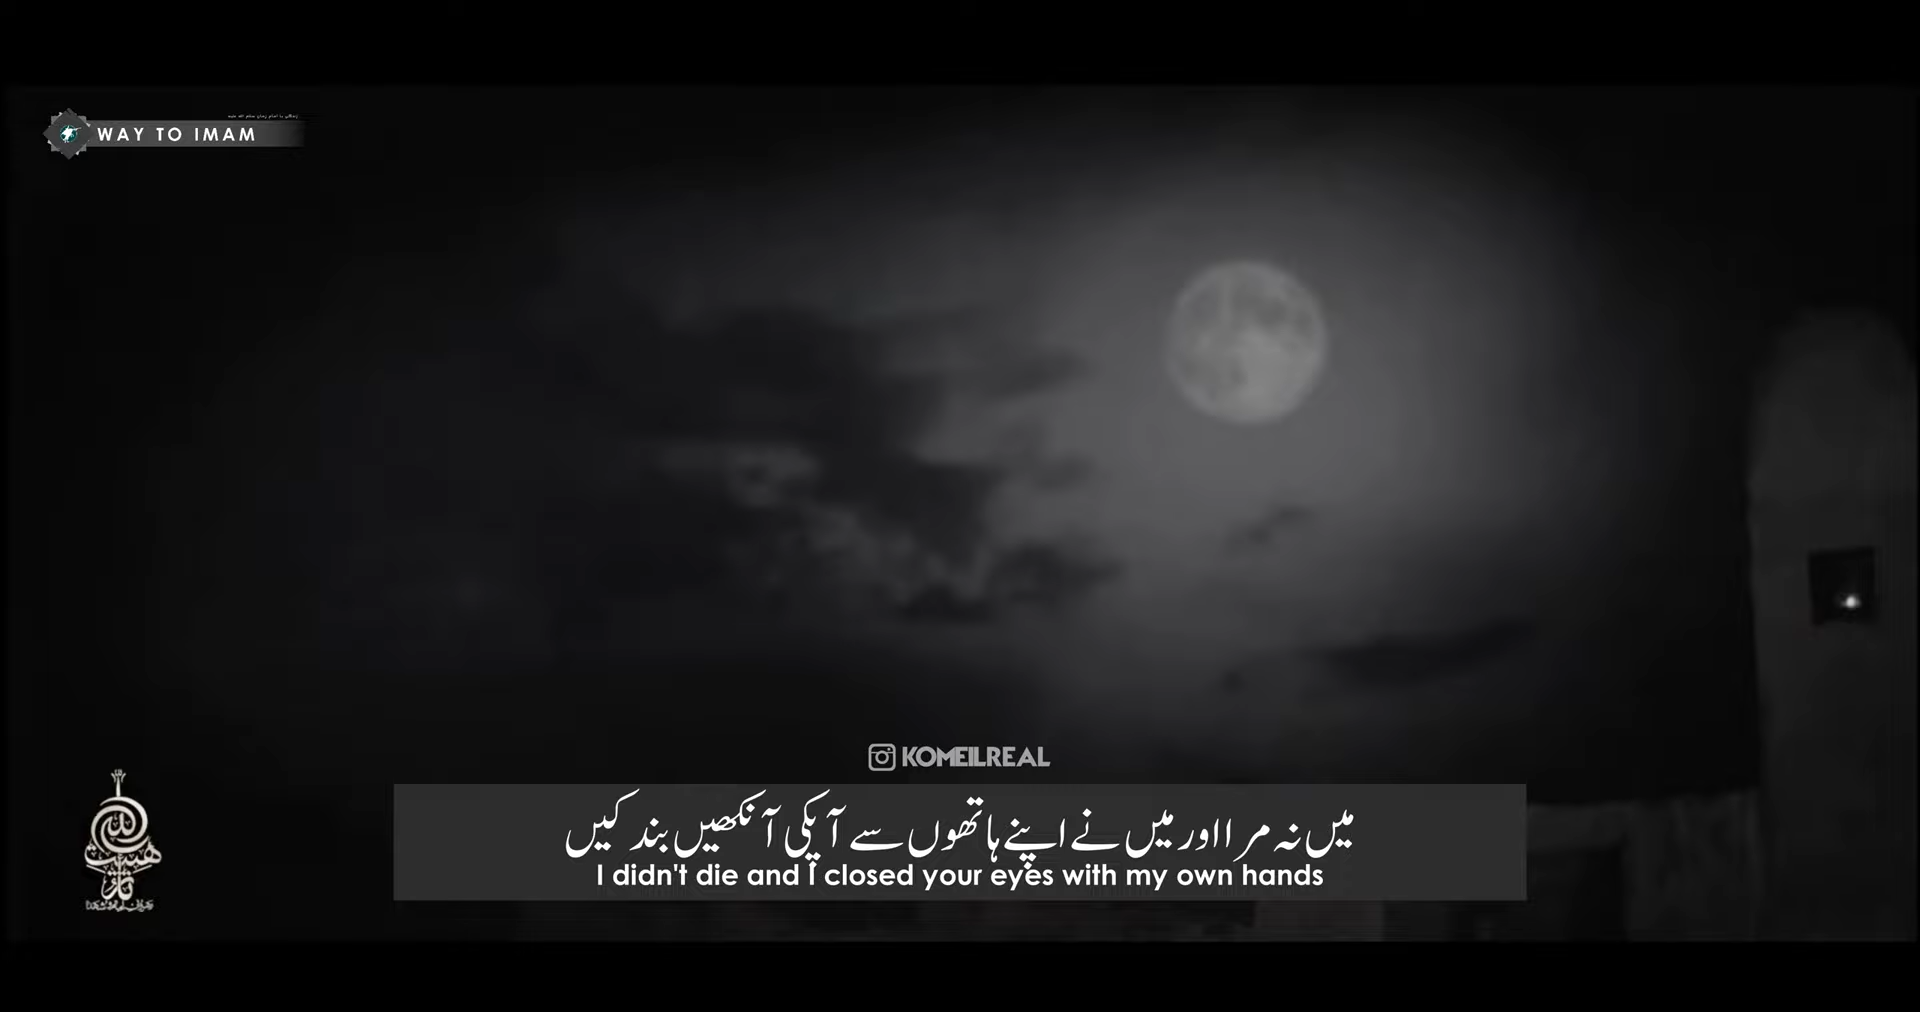 WAY TO IMAM
KOMEILREAL
میں نہ مرا اور میں نے اپنے ہاتھوں سے آپکی آنکھیں بند کیں
I didn't die and I closed your eyes with my own hands